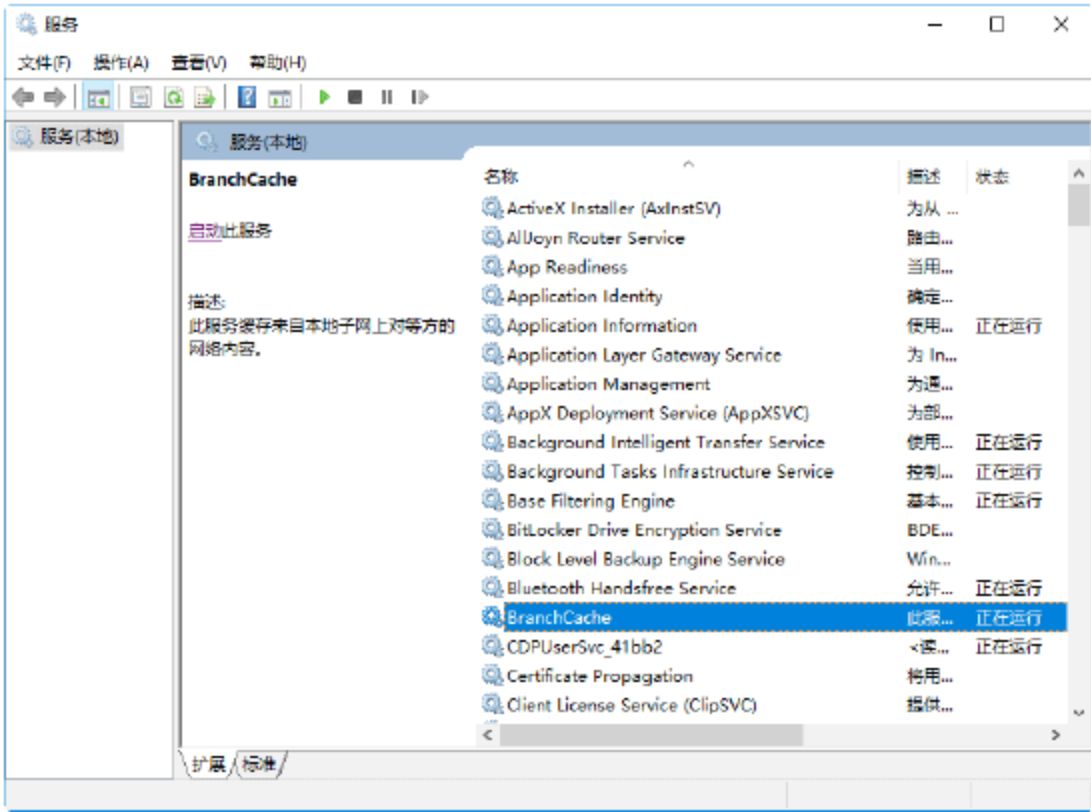 服务
文件(F) 操作(A) 查看(V) 帮助(H)
服务(本地)
服务(本地)
BranchCache
启动此服务
描述:
此服务缓存来自本地子网上对等方的
网络内容。
名称 描述 状态
ActiveX Installer (AxInstSV) 为从 ...
AllJoyn Router Service 路由...
App Readiness 当用...
Application Identity 确定...
Application Information 使用... 正在运行
Application Layer Gateway Service 为 In...
Application Management 为通...
AppX Deployment Service (AppXSVC) 为部...
Background Intelligent Transfer Service 使用... 正在运行
Background Tasks Infrastructure Service 控制... 正在运行
Base Filtering Engine 基本... 正在运行
BitLocker Drive Encryption Service BDE...
Block Level Backup Engine Service Win...
Bluetooth Handsfree Service 允许... 正在运行
BranchCache 此服... 正在运行
CDPUserSvc_41bb2 <读... 正在运行
Certificate Propagation 将用...
Client License Service (ClipSVC) 提供...
扩展 标准